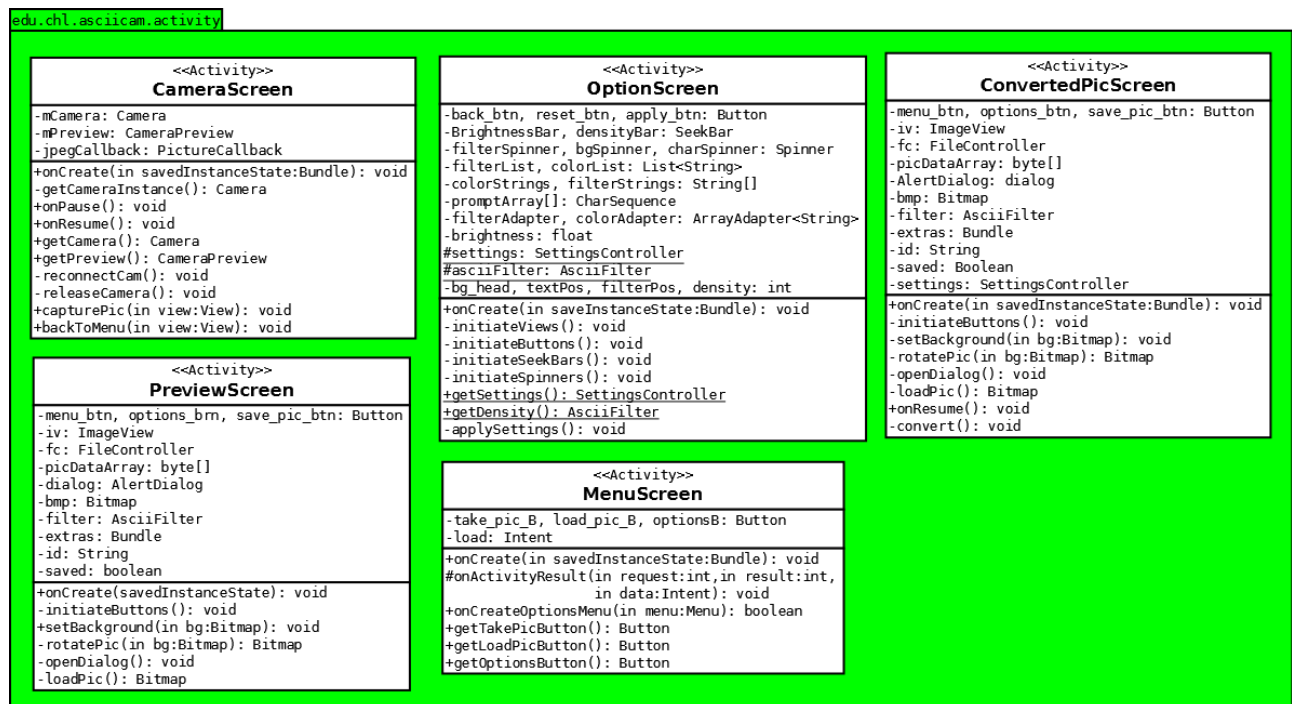 edu.chl.asciicam.activity
<<Activity>>
CameraScreen
-mCamera: Camera
-mPreview: CameraPreview
-jpegCallback: PictureCallback
+onCreate(in savedInstanceState:Bundle): void
-getCameraInstance(): Camera
+onPause(): void
+onResume(): void
+getCamera(): Camera
+getPreview(): CameraPreview
-reconnectCam(): void
-releaseCamera(): void
+capturePic(in view:View): void
+backToMenu(in view:View): void
<<Activity>>
PreviewScreen
-menu_btn, options_brn, save_pic_btn: Button
-iv: ImageView
-fc: FileController
-picDataArray: byte[]
-dialog: AlertDialog
-bmp: Bitmap
-filter: AsciiFilter
-extras: Bundle
-id: String
-saved: boolean
+onCreate(savedInstanceState): void
-initiateButtons(): void
+setBackground(in bg:Bitmap): void
-rotatePic(in bg:Bitmap): Bitmap
-openDialog(): void
-loadPic(): Bitmap
<<Activity>>
OptionScreen
-back_btn, reset_btn, apply_btn: Button
-BrightnessBar, densityBar: SeekBar
-filterSpinner, bgSpinner, charSpinner: Spinner
-filterList, colorList: List<String>
-colorStrings, filterStrings: String[]
-promptArray[]: CharSequence
-filterAdapter, colorAdapter: ArrayAdapter<String>
-brightness: float
#settings: SettingsController
#asciiFilter: AsciiFilter
-bg_head, textPos, filterPos, density: int
+onCreate(in saveInstanceState:Bundle): void
-initiateViews(): void
-initiateButtons(): void
-initiateSeekBars(): void
-initiateSpinners(): void
+getSettings(): SettingsController
+getDensity(): AsciiFilter
-applySettings(): void
<<Activity>>
MenuScreen
-take_pic_B, load_pic_B, optionsB: Button
-load: Intent
+onCreate(in savedInstanceState:Bundle): void
#onActivityResult(in request:int,in result:int,
in data:Intent): void
+onCreateOptionsMenu(in menu:Menu): boolean
+getTakePicButton(): Button
+getLoadPicButton(): Button
+getOptionsButton(): Button
<<Activity>>
ConvertedPicScreen
-menu_btn, options_btn, save_pic_btn: Button
-iv: ImageView
-fc: FileController
-picDataArray: byte[]
-AlertDialog: dialog
-bmp: Bitmap
-filter: AsciiFilter
-extras: Bundle
-id: String
-saved: Boolean
-settings: SettingsController
+onCreate(in savedInstanceState:Bundle): void
-initiateButtons(): void
-setBackground(in bg:Bitmap): void
-rotatePic(in bg:Bitmap): Bitmap
-openDialog(): void
-loadPic(): Bitmap
+onResume(): void
-convert(): void